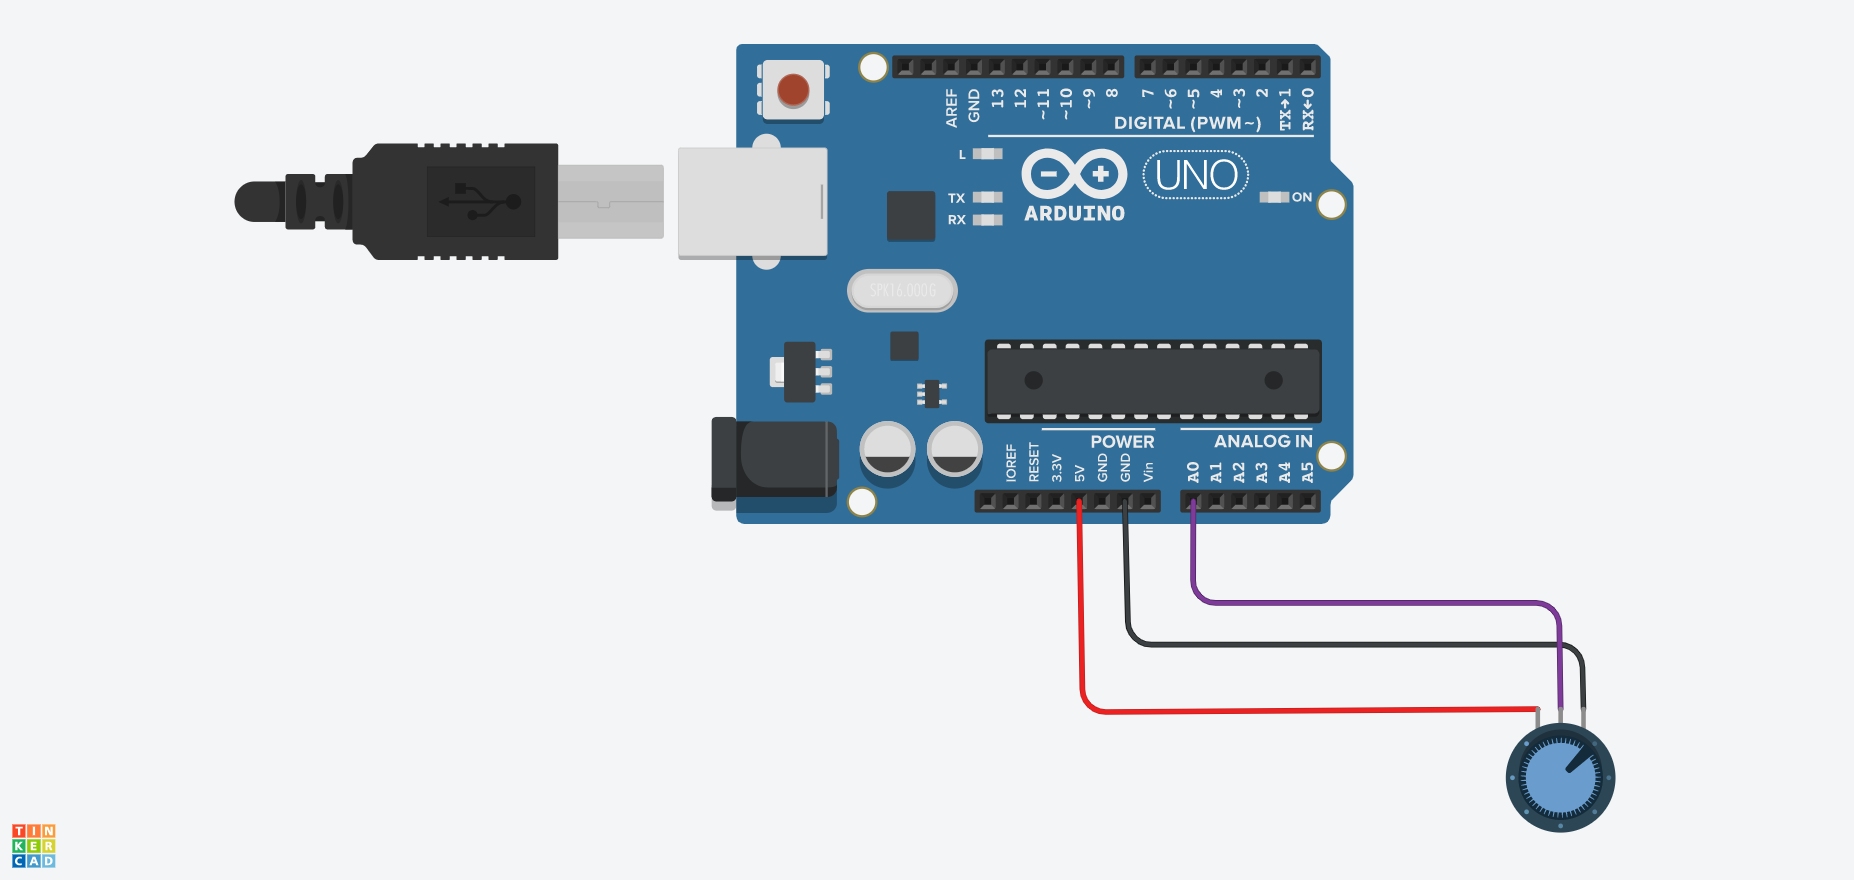 AREF
GND
13
12
~11
~10
~9
8
7
~6
~5
4
~3
2
TX→1
RX←0
DIGITAL (PWM~)
L
TX
RX
ARDUINO
UNO
ON
SPK16.000G
POWER
ANALOG IN
IOREF
RESET
3.3V
5V
GND
GND
Vin
A0
A1
A2
A3
A4
A5
TIN
KER
CAD